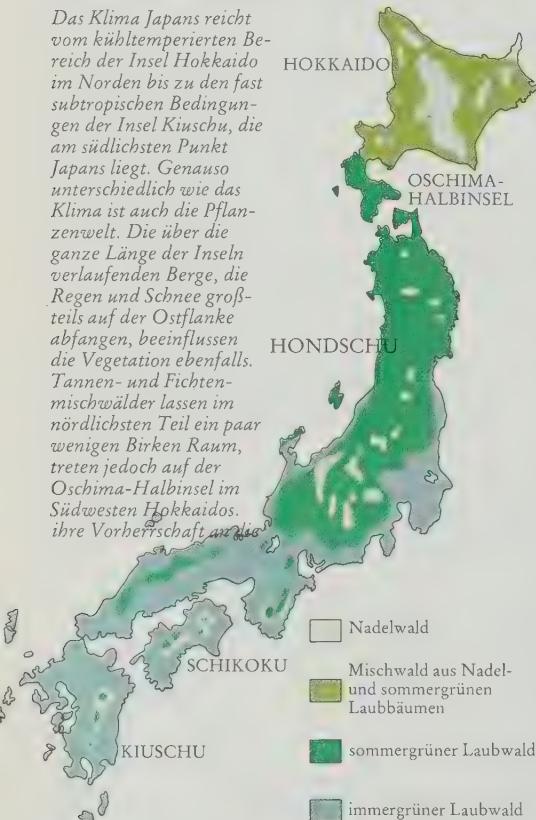 Das Klima Japans reicht
vom kühltemperierten Be-
reich der Insel Hokkaido
im Norden bis zu den fast
subtropischen Bedingun-
gen der Insel Kiuschu, die
am südlichsten Punkt
Japans liegt. Genauso
unterschiedlich wie das
Klima ist auch die Pflan-
zenwelt. Die über die
ganze Länge der Inseln
verlaufenden Berge, die
Regen und Schnee groß-
teils auf der Ostflanke
abfangen, beeinflussen
die Vegetation ebenfalls.
Tannen- und Fichten-
mischwälder lassen im
nördlichsten Teil ein paar
wenigen Birken Raum,
treten jedoch auf der
Oschima-Halbinsel im
Südwesten Hokkaidos.
ihre Vorherrschaft an die
HOKKAIDO
OSCHIMA-
HALBINSEL
HONDSCHU
SCHIKOKU
KIUSCHU
Nadelwald
Mischwald aus Nadel-
und sommergrünen
Laubbäumen
sommergrüner Laubwald
immergrüner Laubwald